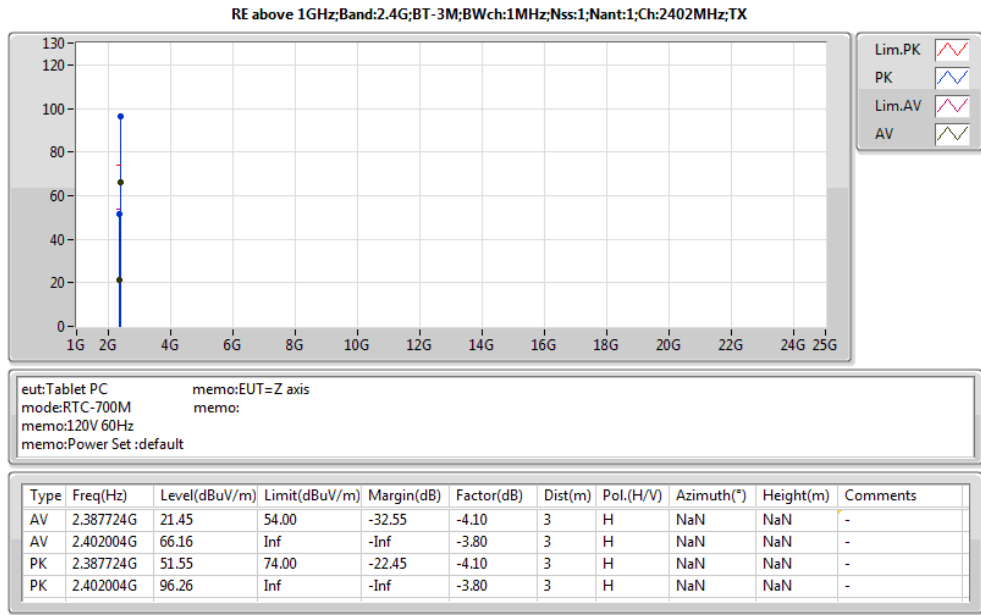 RE above 1GHz;Band:2.4G;BT-3M;BWch:1MHz;Nss:1;Nant:1;Ch:2402MHz;TX
130
120
100
80
60
40
20
0
1G 2G 4G 6G 8G 10G 12G 14G 16G 18G 20G 22G 24G 25G
Lim.PK
PK
Lim.AV
AV
eut:Tablet PC memo:EUT=Z axis
mode:RTC-700M memo:
memo:120V 60Hz
memo:Power Set :default
Type Freq(Hz) Level(dBuV/m) Limit(dBuV/m) Margin(dB) Factor(dB) Dist(m) Pol.(H/V) Azimuth(°) Height(m) Comments
AV 2.387724G 21.45 54.00 -32.55 -4.10 3 H NaN NaN -
AV 2.402004G 66.16 Inf -Inf -3.80 3 H NaN NaN -
PK 2.387724G 51.55 74.00 -22.45 -4.10 3 H NaN NaN -
PK 2.402004G 96.26 Inf -Inf -3.80 3 H NaN NaN -